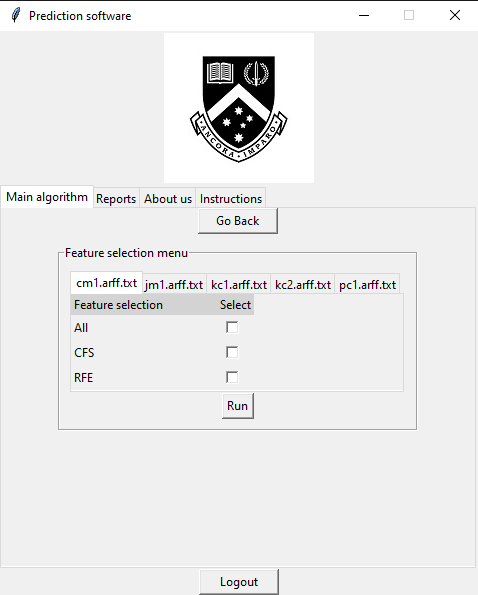 Prediction software
ANCORA IMPARO
Main algorithm Reports About us Instructions
Go Back
Feature selection menu
cm1.arff.txt jm1.arff.txt kc1.arff.txt kc2.arff.txt pc1.arff.txt
Feature selection Select
All
CFS
RFE
Run
Logout